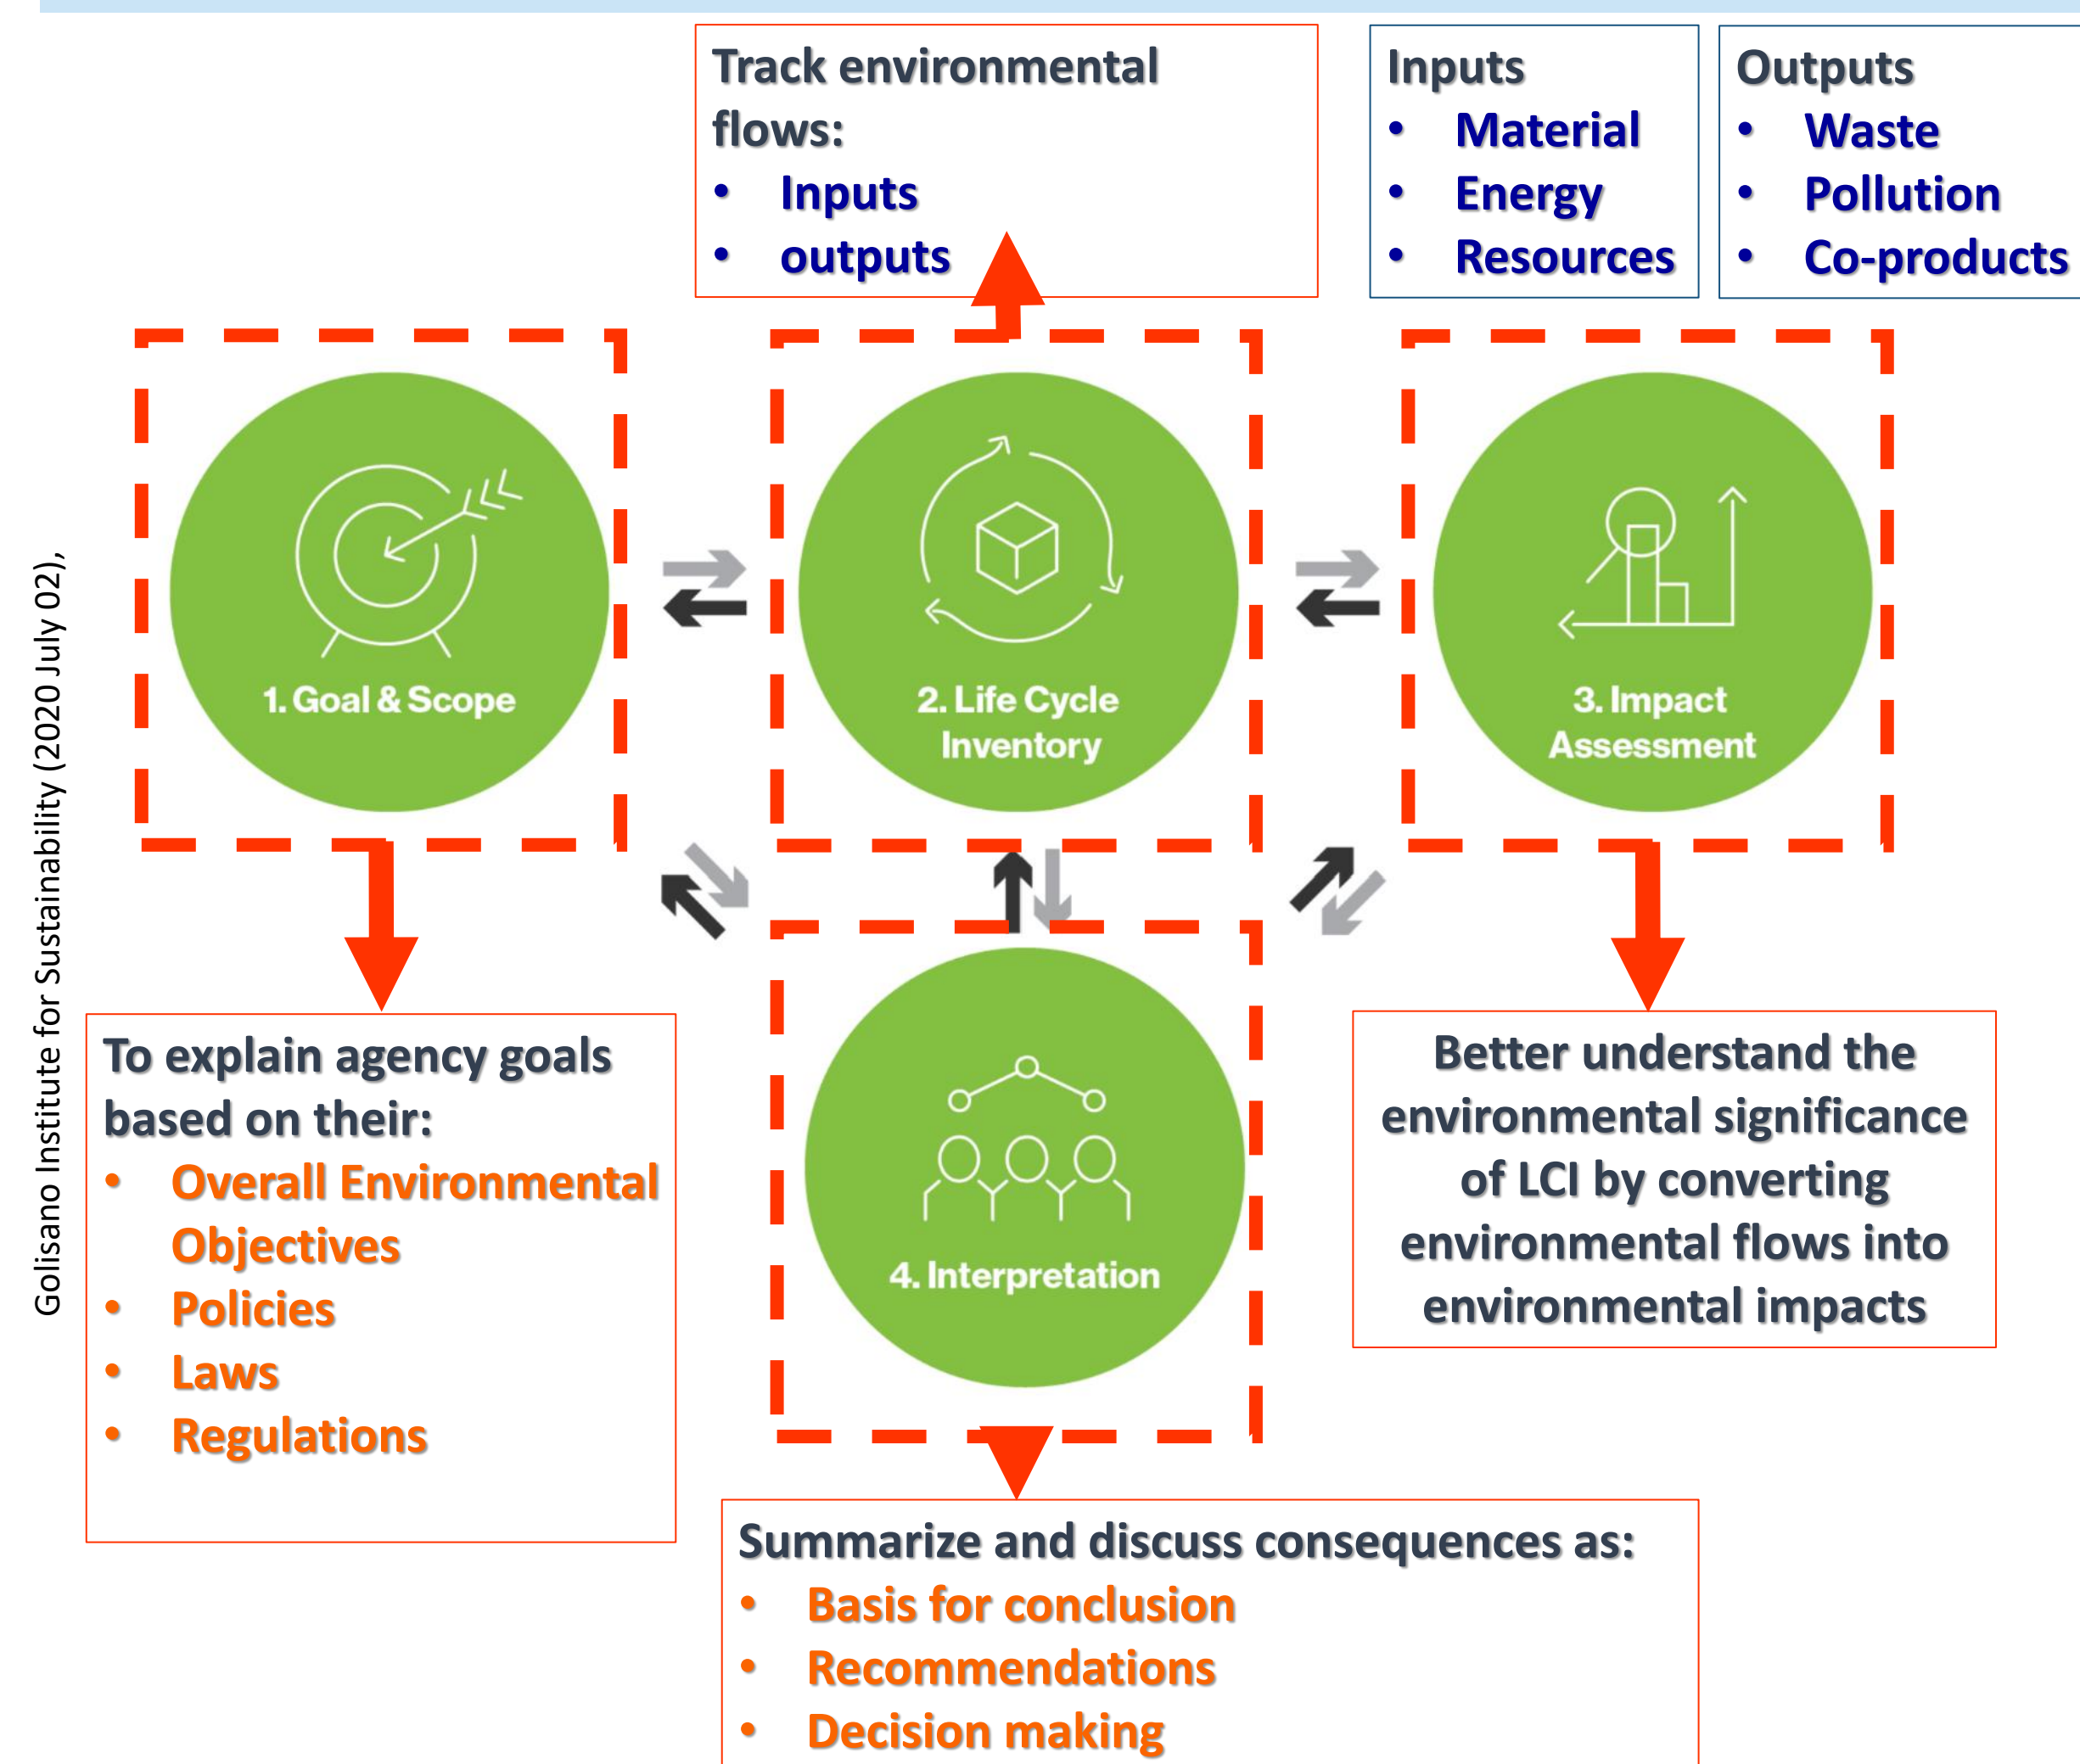 Track environmental
flows:
• Inputs
• outputs
Inputs
• Material
• Energy
• Resources
Outputs
• Waste
• Pollution
• Co-products
1. Goal & Scope
2. Life Cycle
Inventory
3. Impact
Assessment
4. Interpretation
Golisano Institute for Sustainability (2020 July 02),
To explain agency goals
based on their:
• Overall Environmental
Objectives
• Policies
• Laws
• Regulations
Better understand the
environmental significance
of LCI by converting
environmental flows into
environmental impacts
Summarize and discuss consequences as:
• Basis for conclusion
• Recommendations
• Decision making